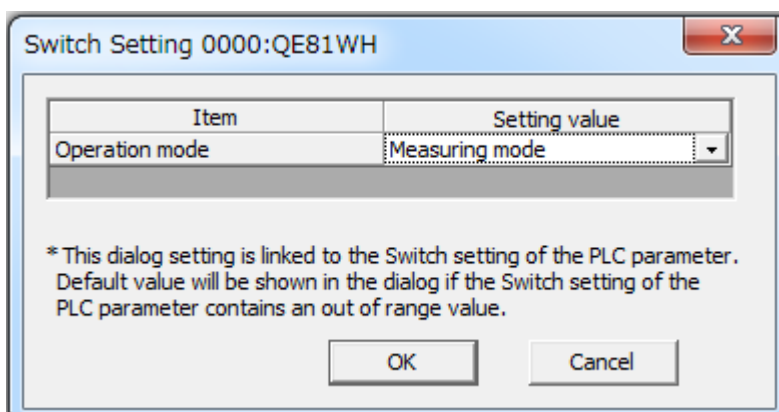 Switch Setting 0000:QE81WH
Item Setting value
Operation mode Measuring mode
* This dialog setting is linked to the Switch setting of the PLC parameter.
Default value will be shown in the dialog if the Switch setting of the
PLC parameter contains an out of range value.
OK Cancel